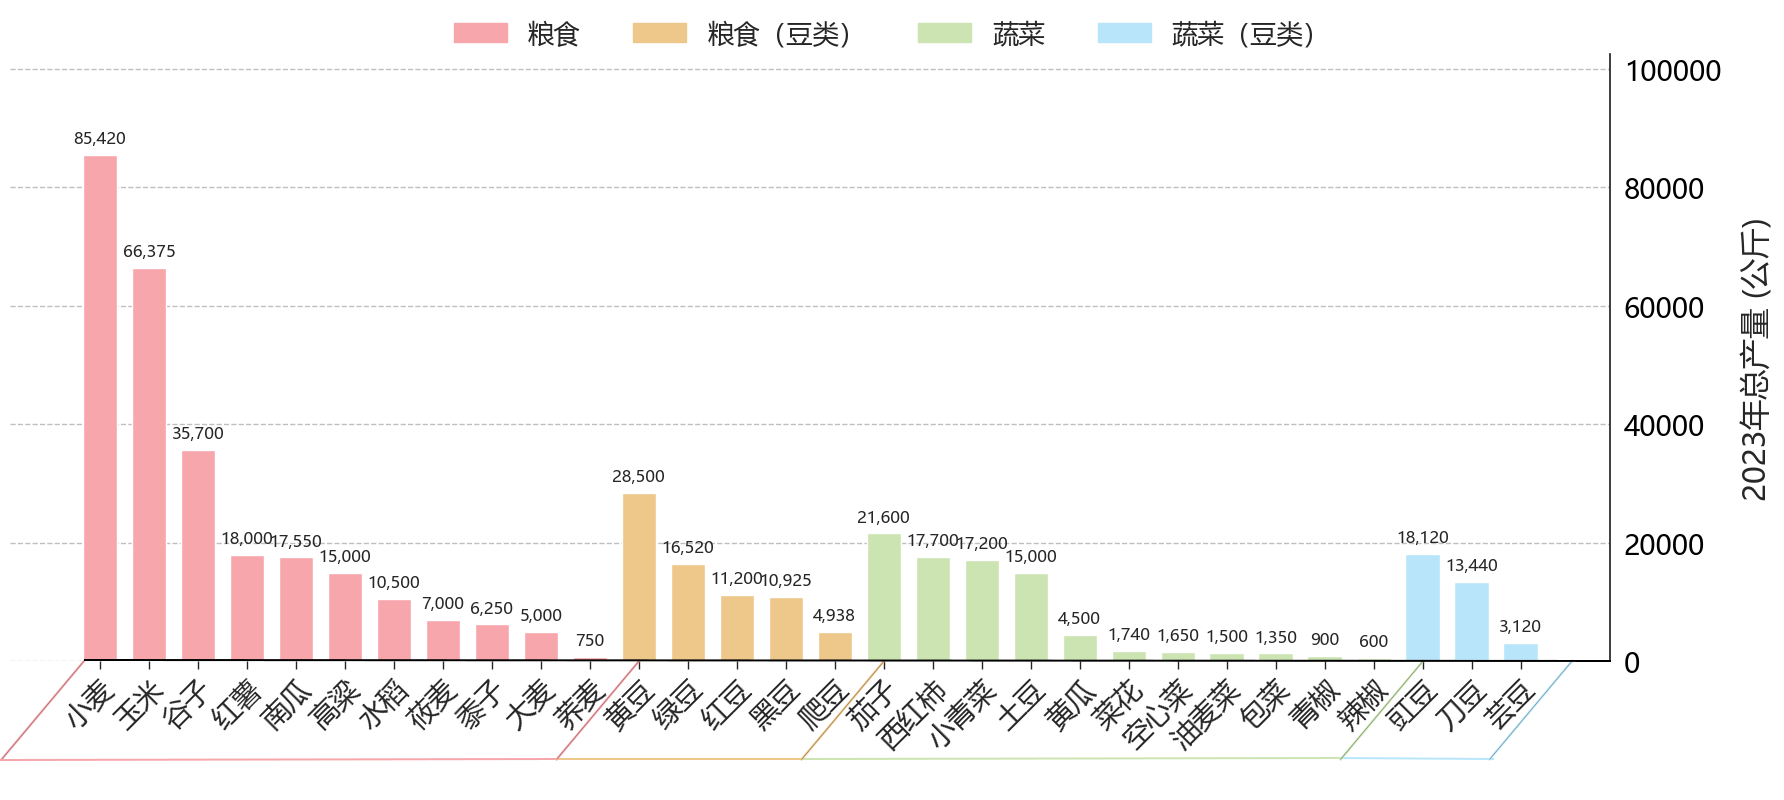 粮食
粮食（豆类）
蔬菜
蔬菜（豆类）
100000
80000
60000
40000
20000
0
2023年总产量 (公斤)
85,420
66,375
35,700
18,000
17,550
15,000
10,500
7,000
6,250
5,000
750
28,500
16,520
11,200
10,925
4,938
21,600
17,700
17,200
15,000
4,500
1,740
1,650
1,500
1,350
900
600
18,120
13,440
3,120
小麦
玉米
谷子
红薯
南瓜
高粱
水稻
莜麦
黍子
大麦
荞麦
黄豆
绿豆
红豆
黑豆
爬豆
茄子
西红柿
小青菜
土豆
黄瓜
菜花
空心菜
油麦菜
包菜
青椒
辣椒
豇豆
刀豆
芸豆